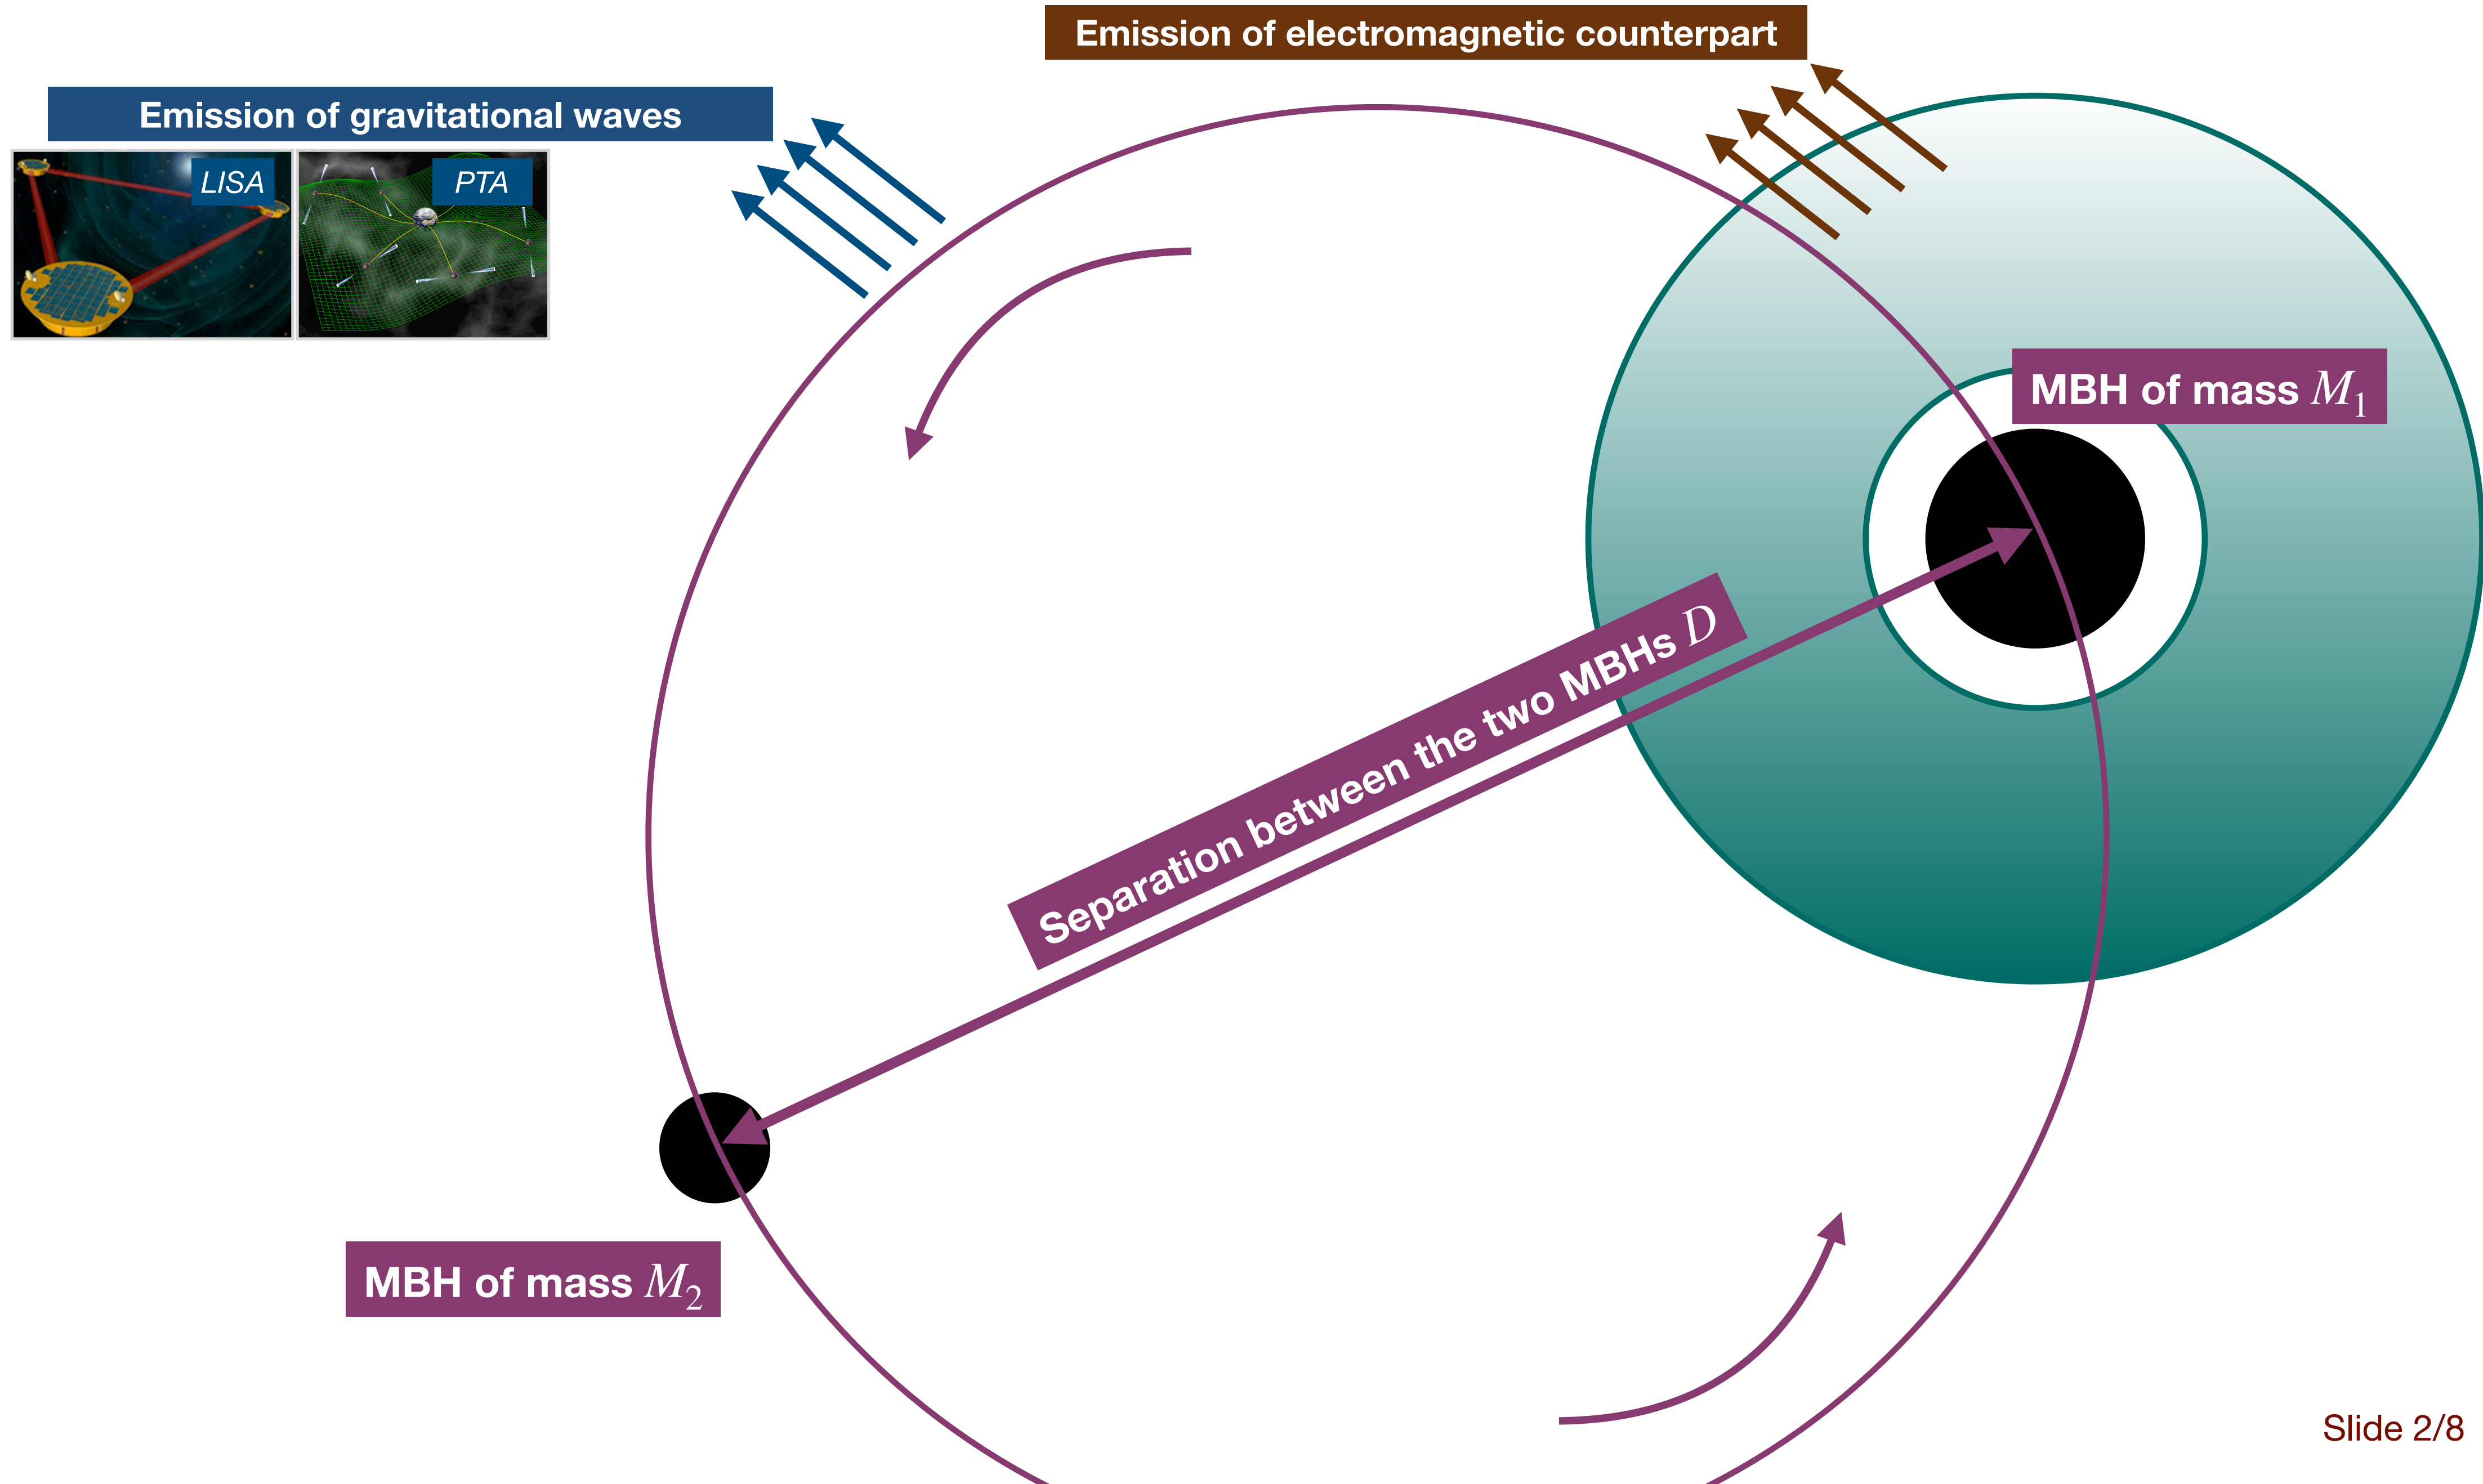 Emission of electromagnetic counterpart
Emission of gravitational waves
LISA
PTA
MBH of mass M₁
Separation between the two MBHs D
MBH of mass M₂
Slide 2/8